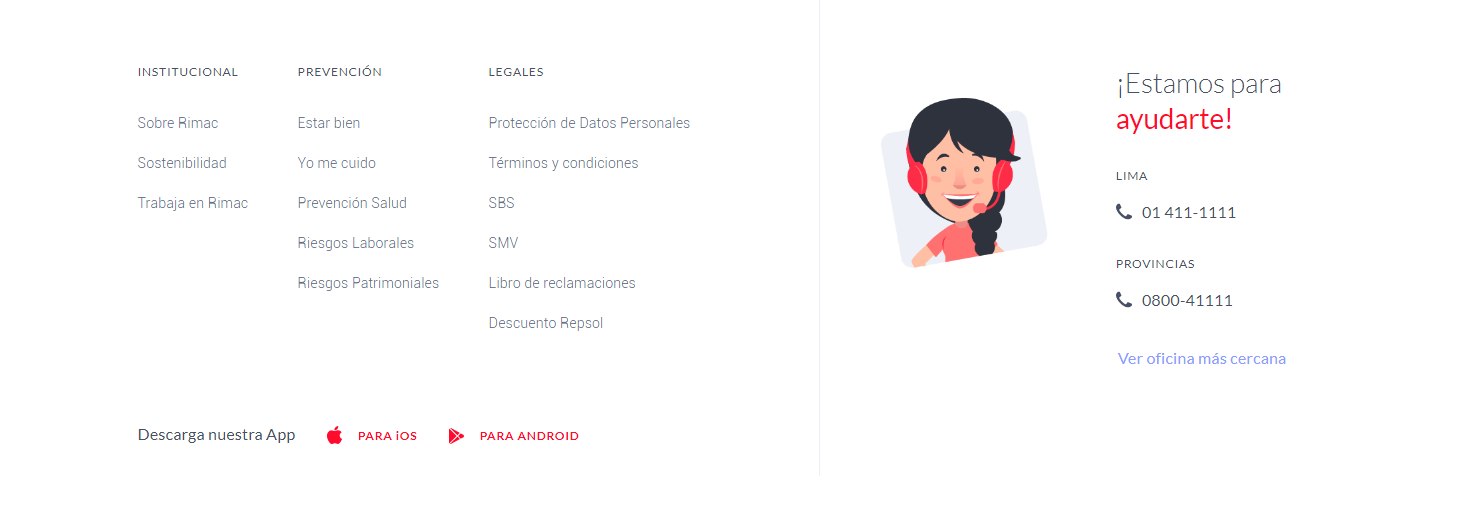 INSTITUCIONAL
Sobre Rimac
Sostenibilidad
Trabaja en Rimac
PREVENCIÓN
Estar bien
Yo me cuido
Prevención Salud
Riesgos Laborales
Riesgos Patrimoniales
LEGALES
Protección de Datos Personales
Términos y condiciones
SBS
SMV
Libro de reclamaciones
Descuento Repsol
Descarga nuestra App
PARA iOS
PARA ANDROID
¡Estamos para
ayudarte!
LIMA
01 411-1111
PROVINCIAS
0800-41111
Ver oficina más cercana